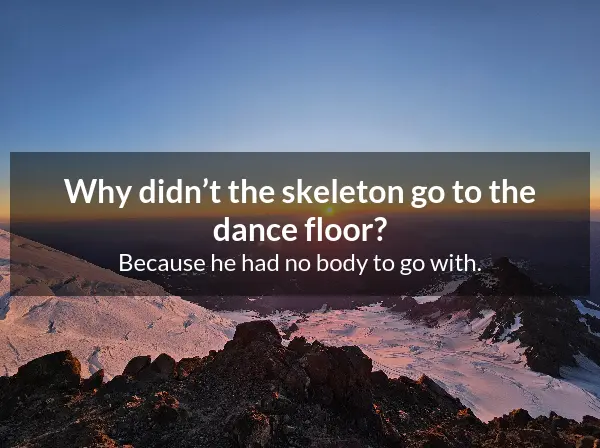 Why didn’t the skeleton go to the
dance floor?
Because he had no body to go with.